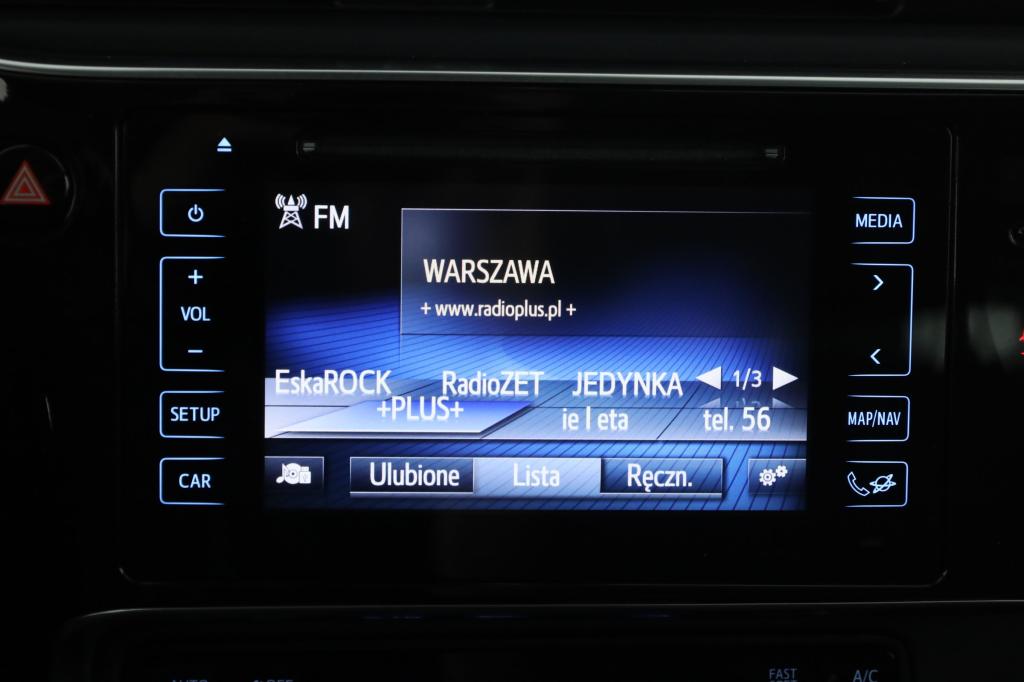 FM
MEDIA
WARSZAWA
+ www.radioplus.pl +
+
VOL
−
EskaROCK RadioZET JEDYNKA 1/3
+PLUS+ ie l eta tel. 56
SETUP
MAP/NAV
CAR
Ulubione Lista Ręczn.
FAST
A/C